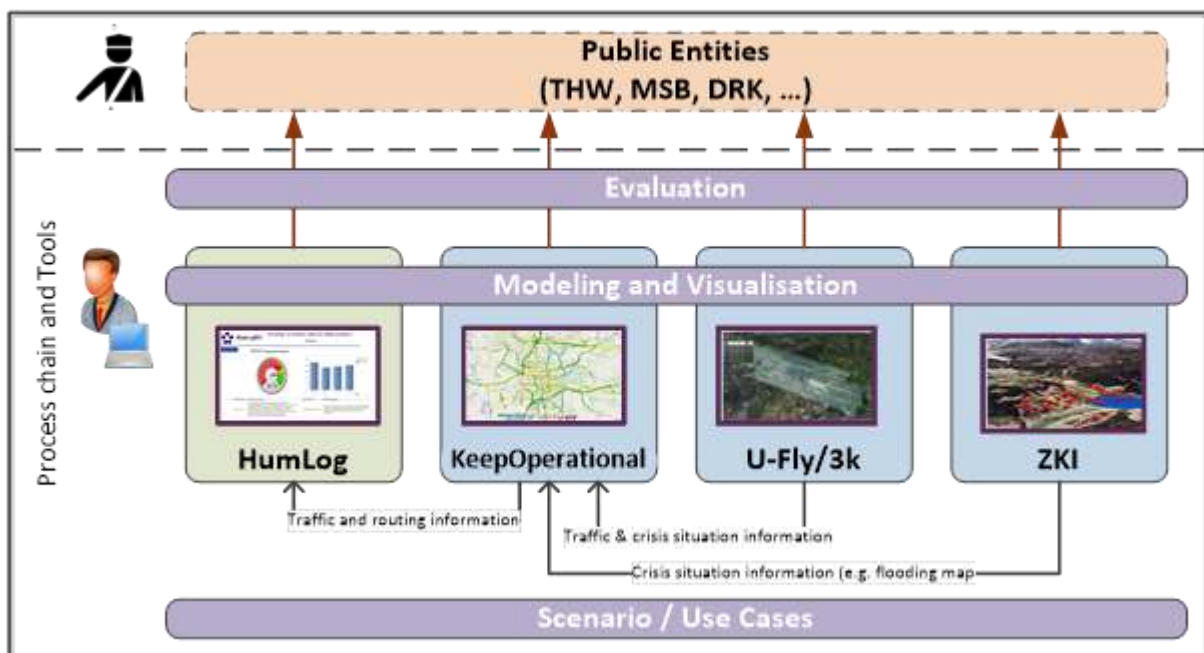 Public Entities
(THW, MSB, DRK, ...)
Evaluation
Process chain and Tools
Modeling and Visualisation
HumLog
KeepOperational
U-Fly/3k
ZKI
Traffic and routing information
Traffic & crisis situation information
Crisis situation information (e.g. flooding map
Scenario / Use Cases